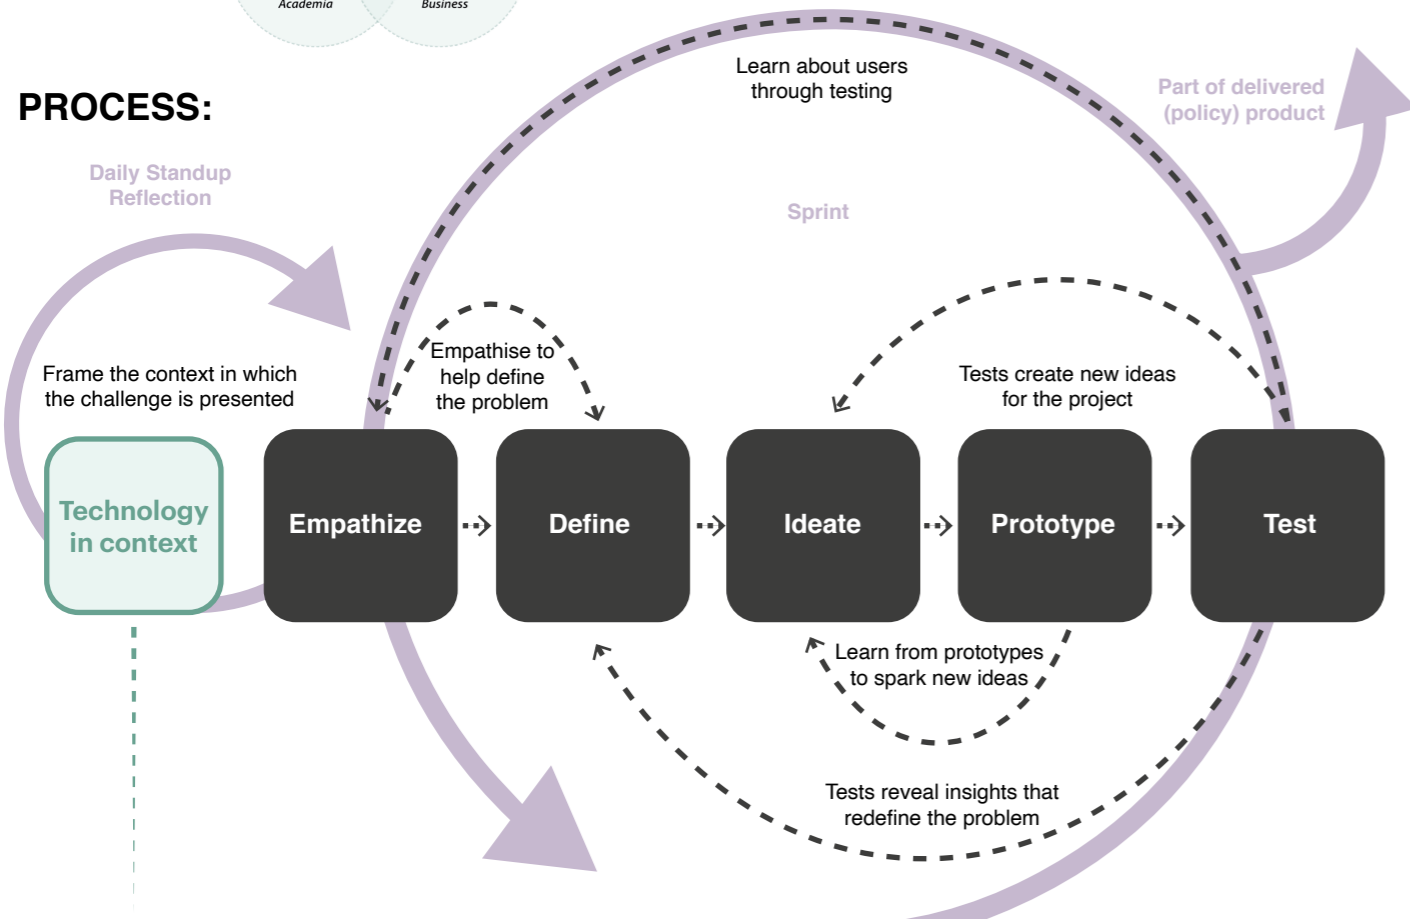 Academia
Business
PROCESS:
Learn about users
through testing
Part of delivered
(policy) product
Daily Standup
Reflection
Sprint
Frame the context in which
the challenge is presented
Empathise to
help define
the problem
Tests create new ideas
for the project
Technology
in context
Empathize
Define
Ideate
Prototype
Test
Learn from prototypes
to spark new ideas
Tests reveal insights that
redefine the problem